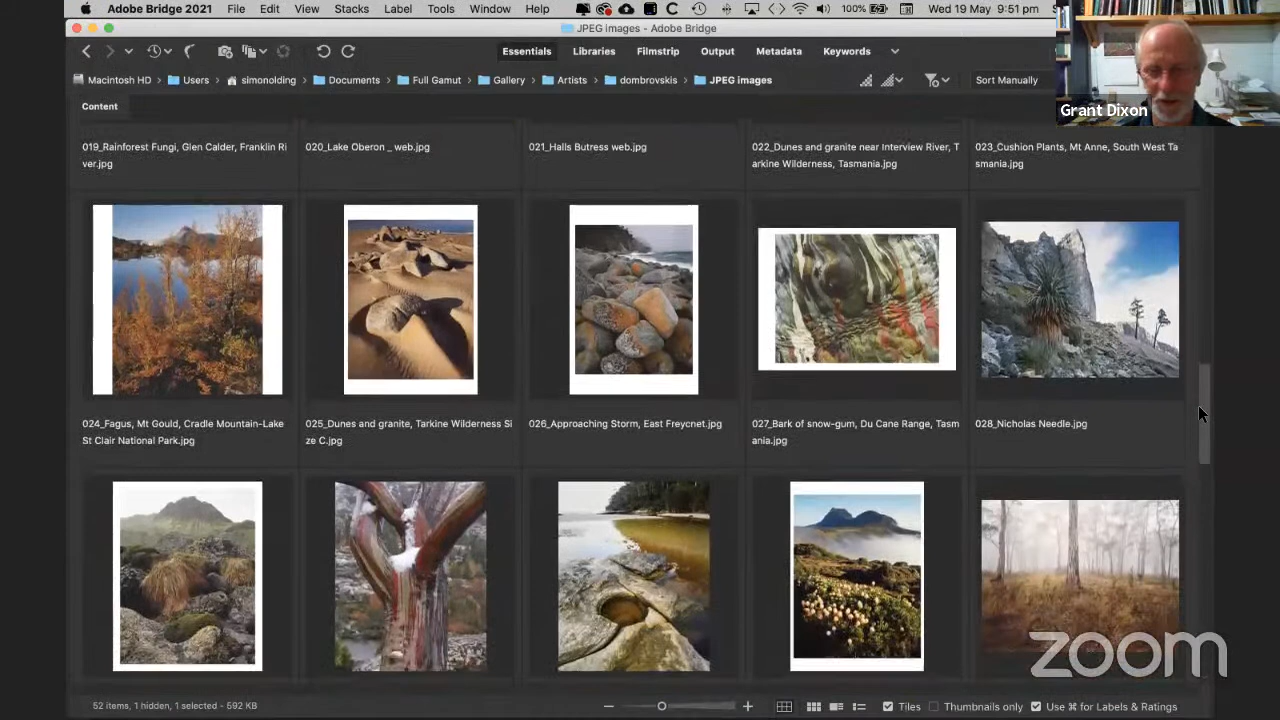 Adobe Bridge 2021 File Edit View Stacks Label Tools Window Help 100% Wed 19 May 9:51 pm
JPEG images - Adobe Bridge
Essentials Libraries Filmstrip Output Metadata Keywords
Macintosh HD > Users > simonolding > Documents > Full Gamut > Gallery > Artists > dombrovskis > JPEG images Sort Manually
Grant Dixon
Content
019_Rainforest Fungi, Glen Calder, Franklin Ri
ver.jpg
020_Lake Oberon _ web.jpg
021_Halls Butress web.jpg
022_Dunes and granite near Interview River, T
arkine Wilderness, Tasmania.jpg
023_Cushion Plants, Mt Anne, South West Ta
smania.jpg
024_Fagus, Mt Gould, Cradle Mountain-Lake
St Clair National Park.jpg
025_Dunes and granite, Tarkine Wilderness Si
ze C.jpg
026_Approaching Storm, East Freycnet.jpg
027_Bark of snow-gum, Du Cane Range, Tasm
ania.jpg
028_Nicholas Needle.jpg
zoom
52 items, 1 hidden, 1 selected - 592 KB
Tiles Thumbnails only Use ⌘ for Labels & Ratings